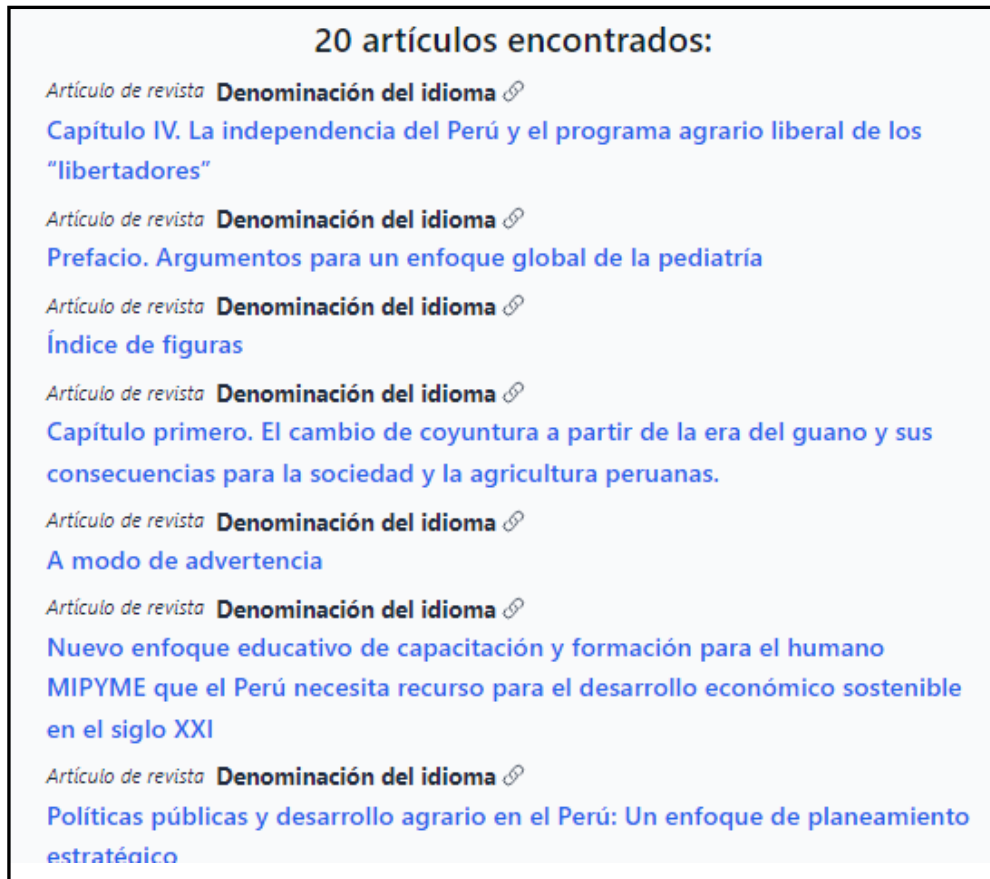 20 artículos encontrados:
Artículo de revista Denominación del idioma
Capítulo IV. La independencia del Perú y el programa agrario liberal de los
“libertadores”
Artículo de revista Denominación del idioma
Prefacio. Argumentos para un enfoque global de la pediatría
Artículo de revista Denominación del idioma
Índice de figuras
Artículo de revista Denominación del idioma
Capítulo primero. El cambio de coyuntura a partir de la era del guano y sus
consecuencias para la sociedad y la agricultura peruanas.
Artículo de revista Denominación del idioma
A modo de advertencia
Artículo de revista Denominación del idioma
Nuevo enfoque educativo de capacitación y formación para el humano
MIPYME que el Perú necesita recurso para el desarrollo económico sostenible
en el siglo XXI
Artículo de revista Denominación del idioma
Políticas públicas y desarrollo agrario en el Perú: Un enfoque de planeamiento
estratégico